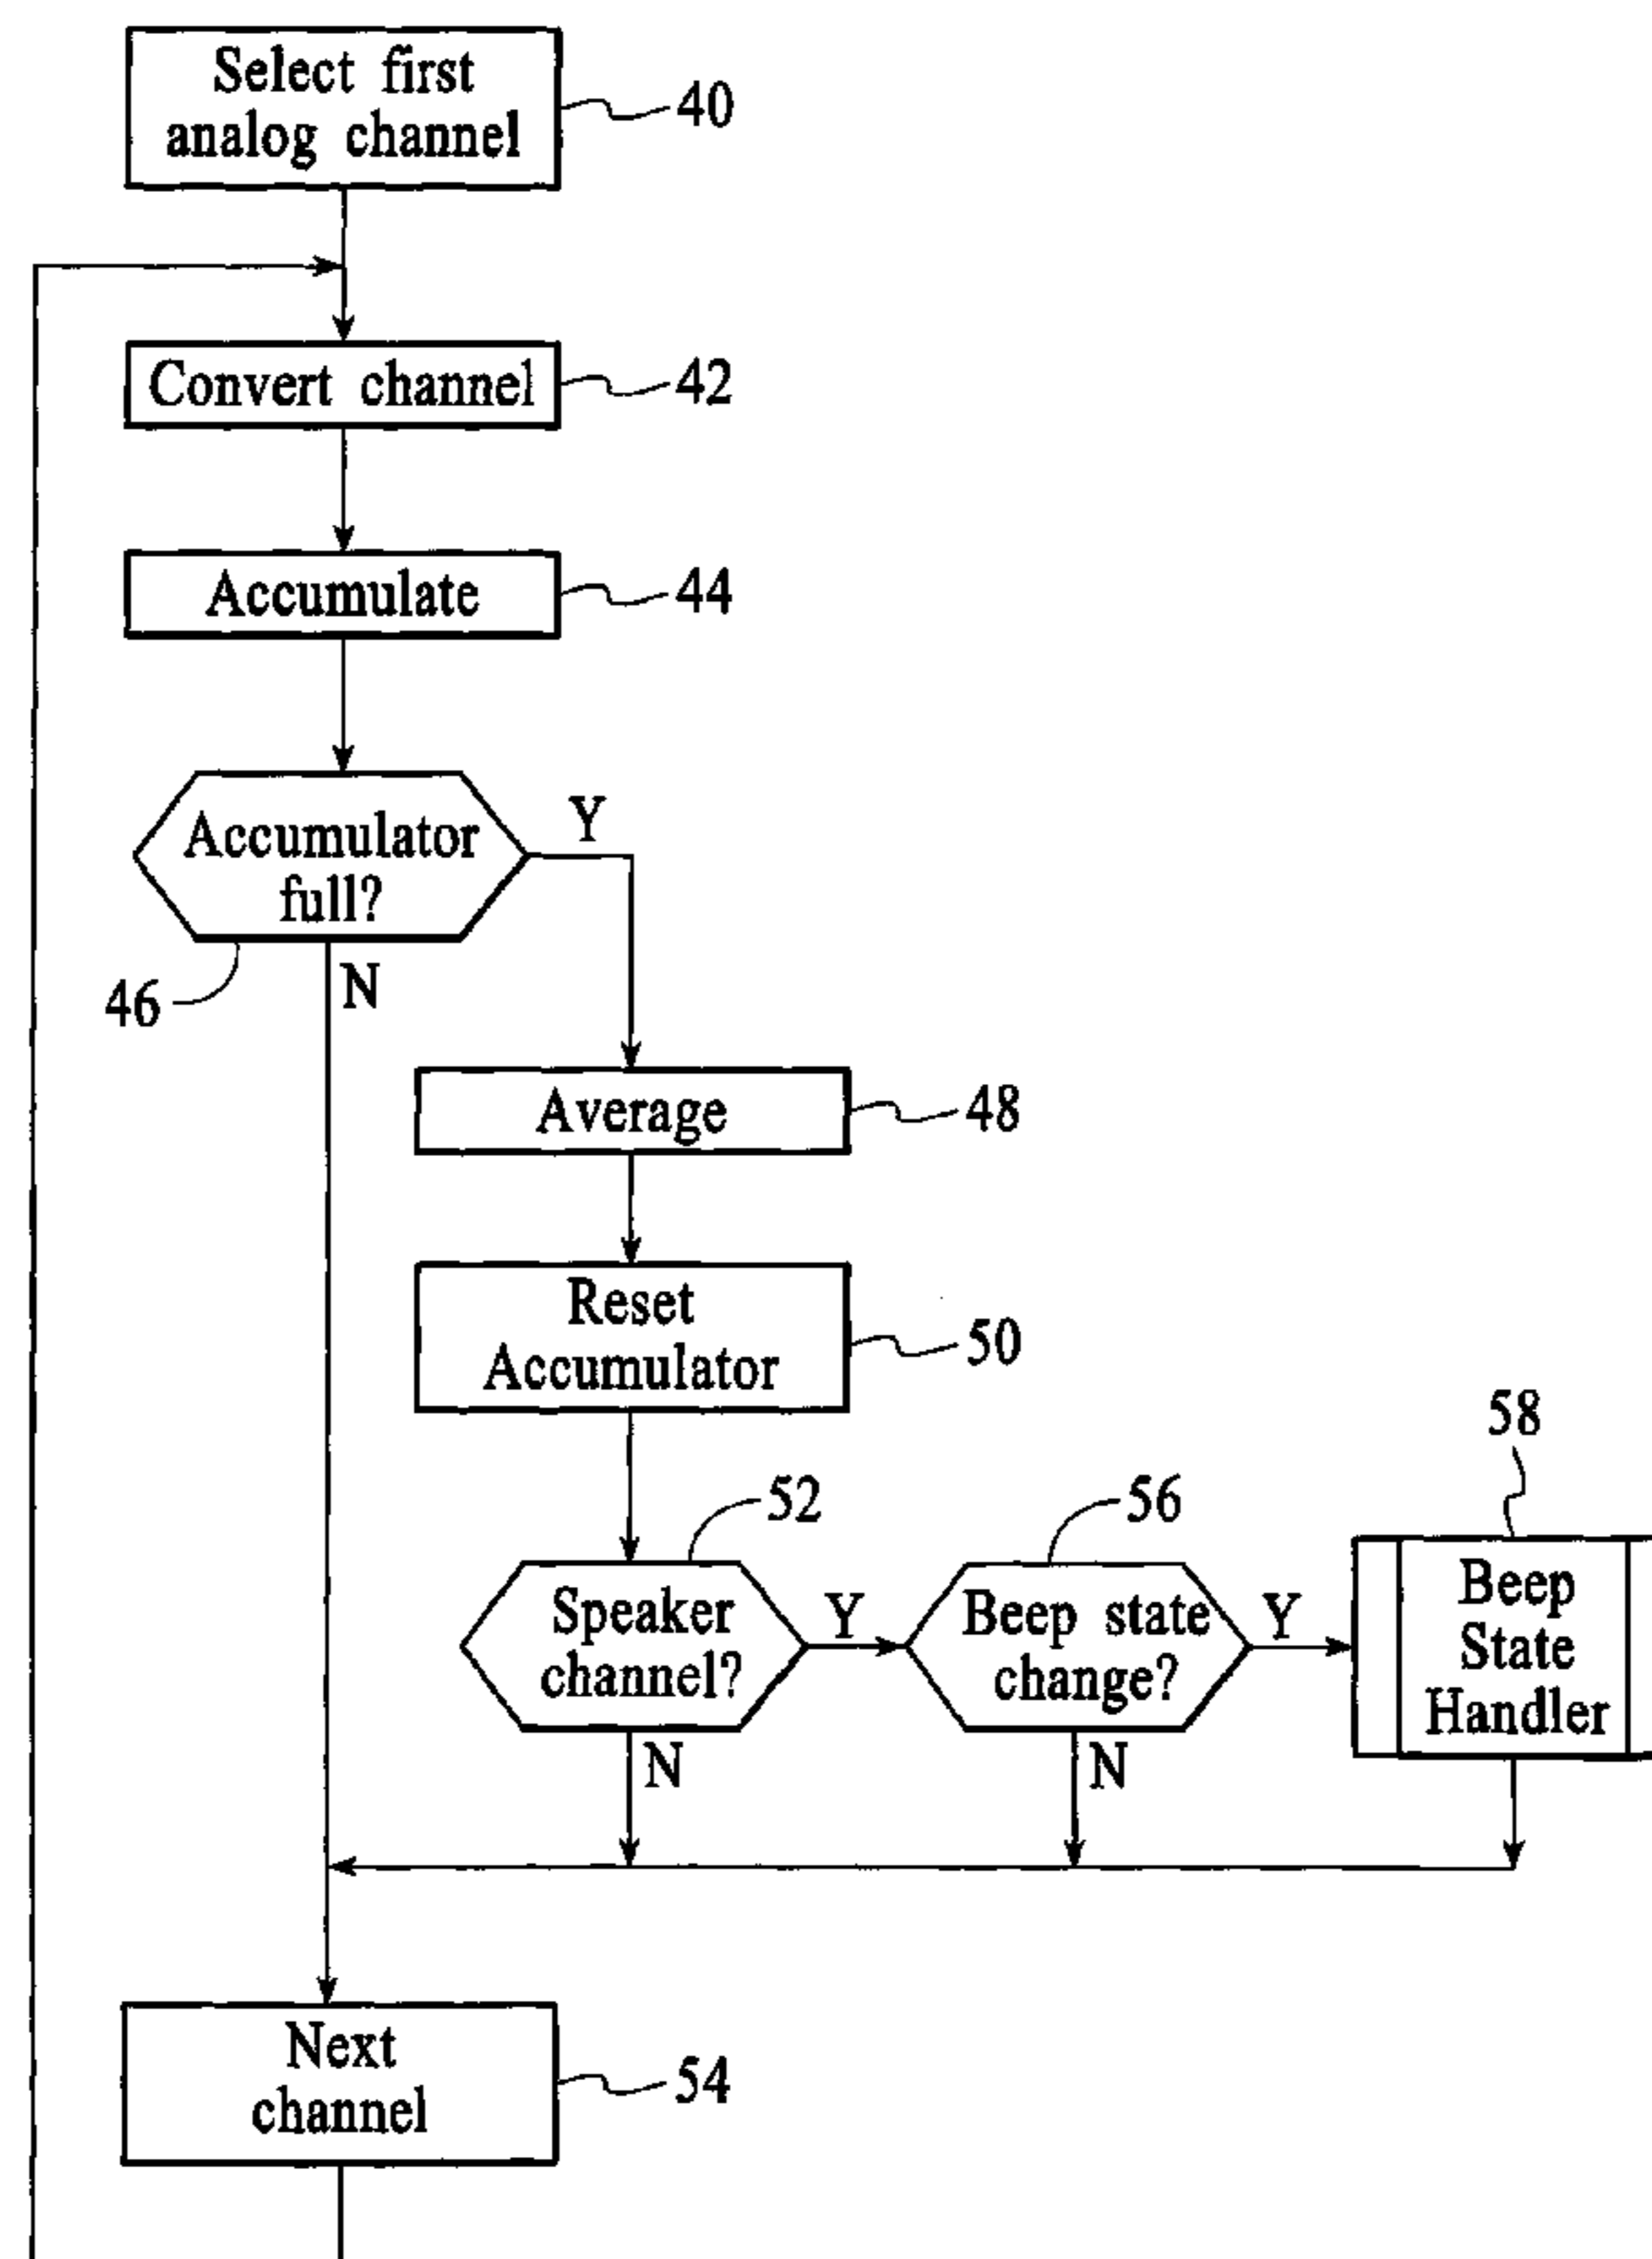 Select first
analog channel
40
Convert channel
42
Accumulate
44
Accumulator
full?
Y
46
N
Average
48
Reset
Accumulator
50
58
52
56
Speaker
channel?
Y
Beep state
change?
Y
Beep
State
Handler
N
N
Next
channel
54